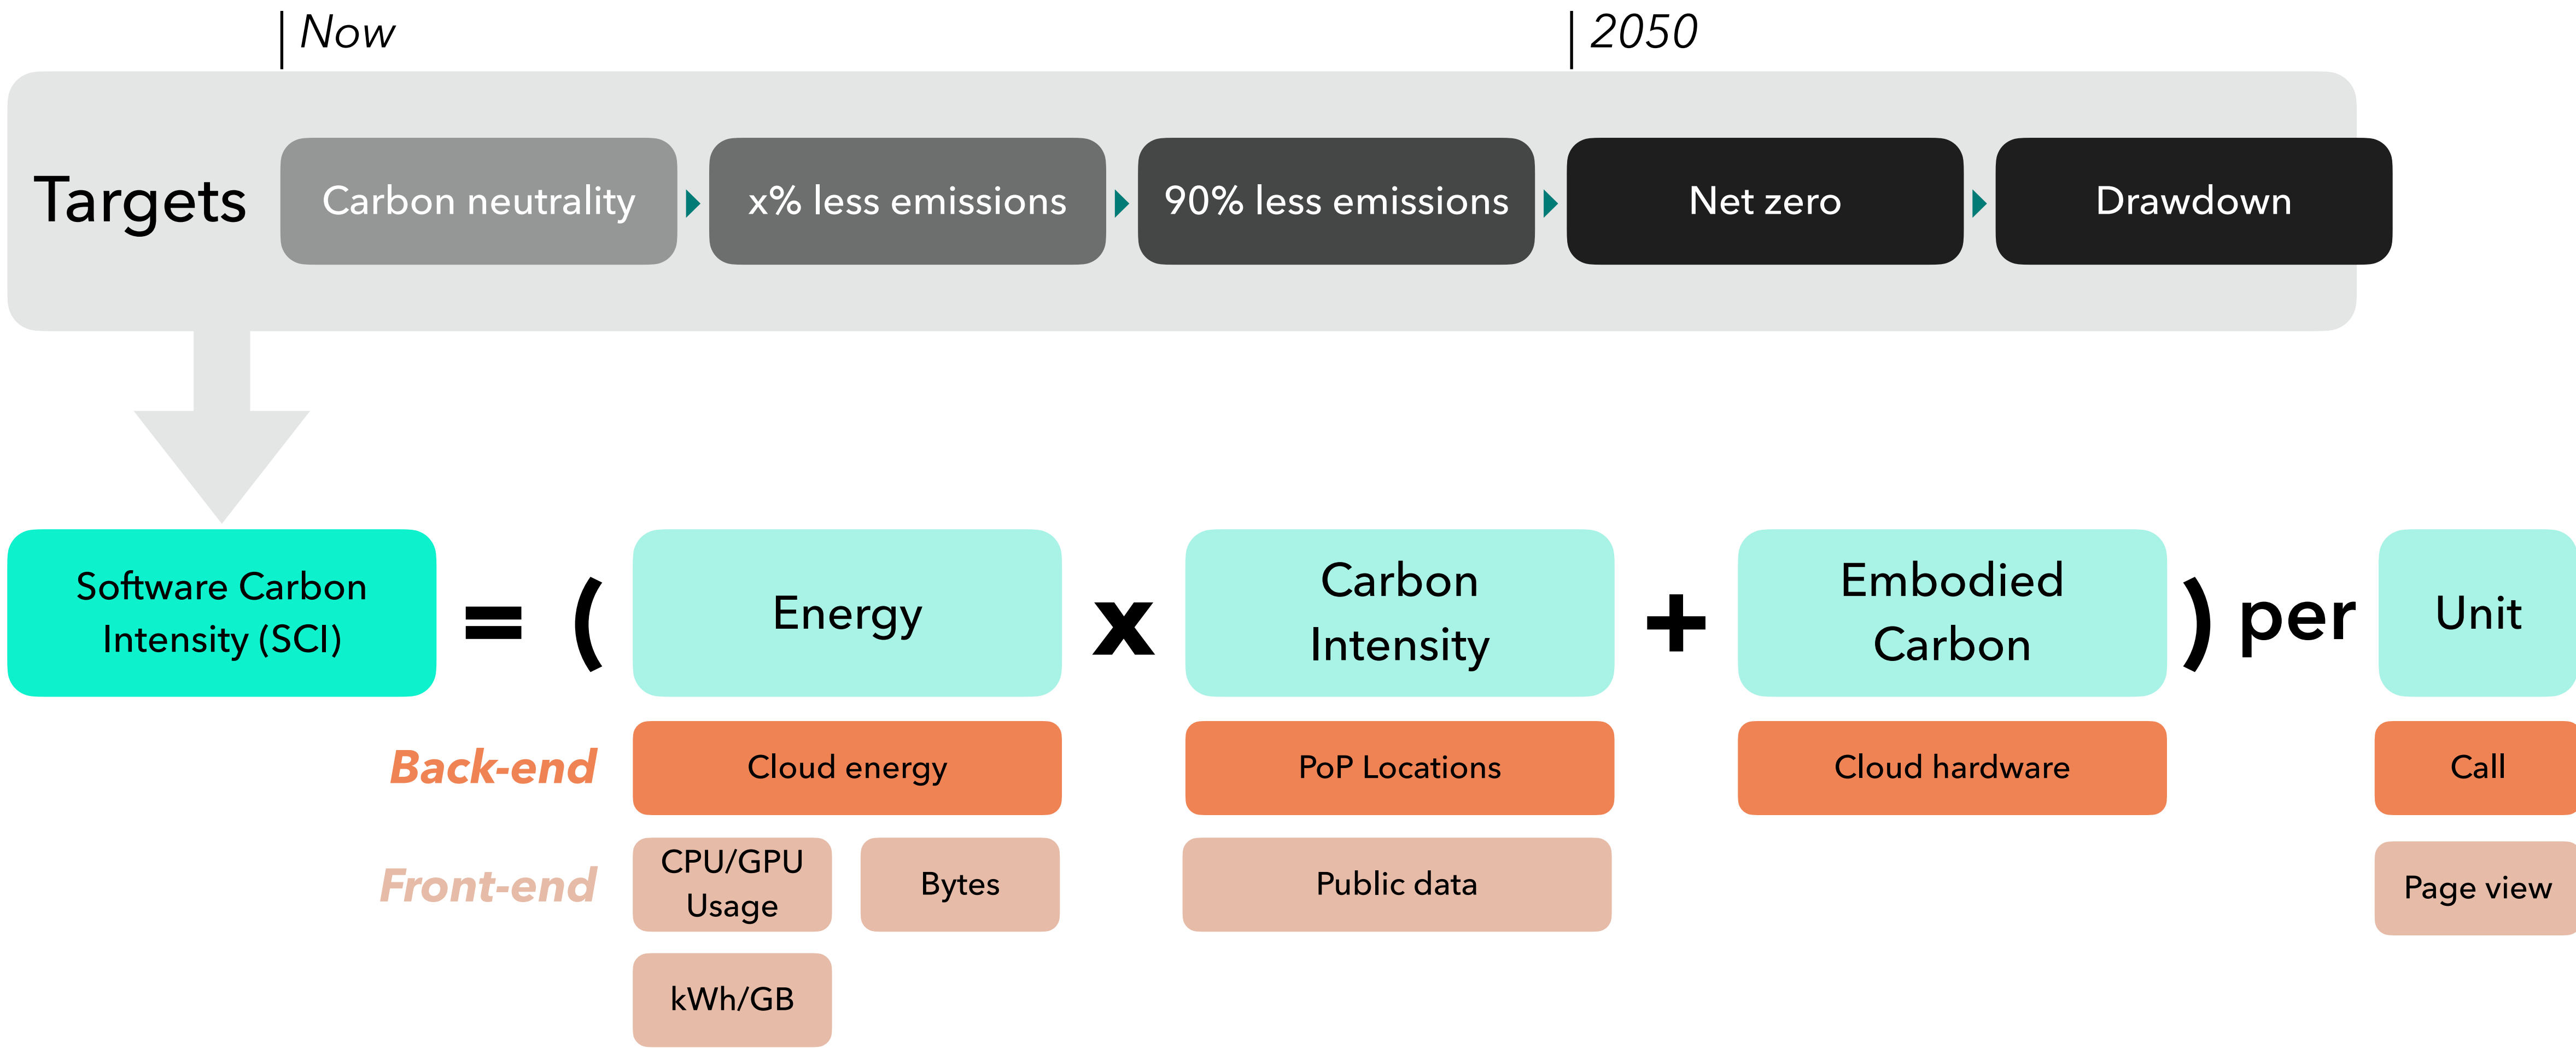 Now
2050
Targets
Carbon neutrality
x% less emissions
90% less emissions
Net zero
Drawdown
Software Carbon
Intensity (SCI)
=
(
Energy
x
Carbon
Intensity
+
Embodied
Carbon
)
per
Unit
Back-end
Cloud energy
PoP Locations
Cloud hardware
Call
Front-end
CPU/GPU
Usage
Bytes
Public data
Page view
kWh/GB